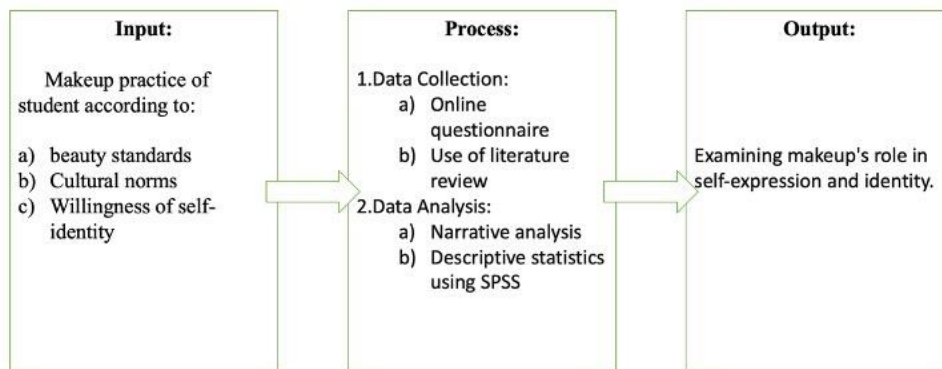 Input:
Makeup practice of
student according to:
a) beauty standards
b) Cultural norms
c) Willingness of self-
identity
Process:
1.Data Collection:
a) Online
questionnaire
b) Use of literature
review
2.Data Analysis:
a) Narrative analysis
b) Descriptive statistics
using SPSS
Output:
Examining makeup's role in
self-expression and identity.